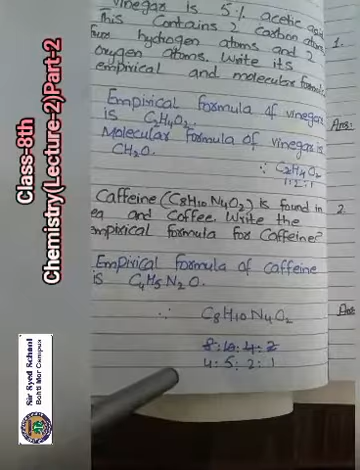 Vinegar is 5% acetic acid
This contains 2 carbon atoms
four hydrogen atoms and 2
oxygen atoms. Write its
empirical and molecular formula
Empirical formula of vinegar
is C2H4O2.
Molecular formula of vinegar is
CH2O.
∵ C2H4O2
1:2:1
Caffeine (C8H10N4O2) is found in
and Coffee. Write the
empirical formula for Caffeine?
Empirical formula of caffeine
is C4H5N2O.
∵ C8H10N4O2
8:10:4:2
4:5:2:1
1.
Ans:
2.
Ans
Class-8th
Chemistry(Lecture-2)Part-2
Sir Syed School
Bohti Mor Campus